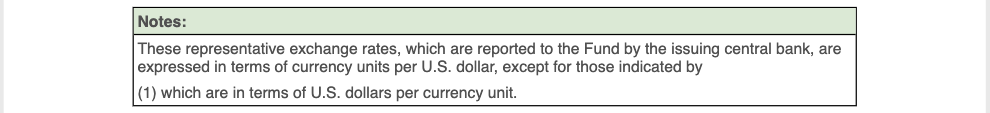 Notes:
These representative exchange rates, which are reported to the Fund by the issuing central bank, are
expressed in terms of currency units per U.S. dollar, except for those indicated by
(1) which are in terms of U.S. dollars per currency unit.